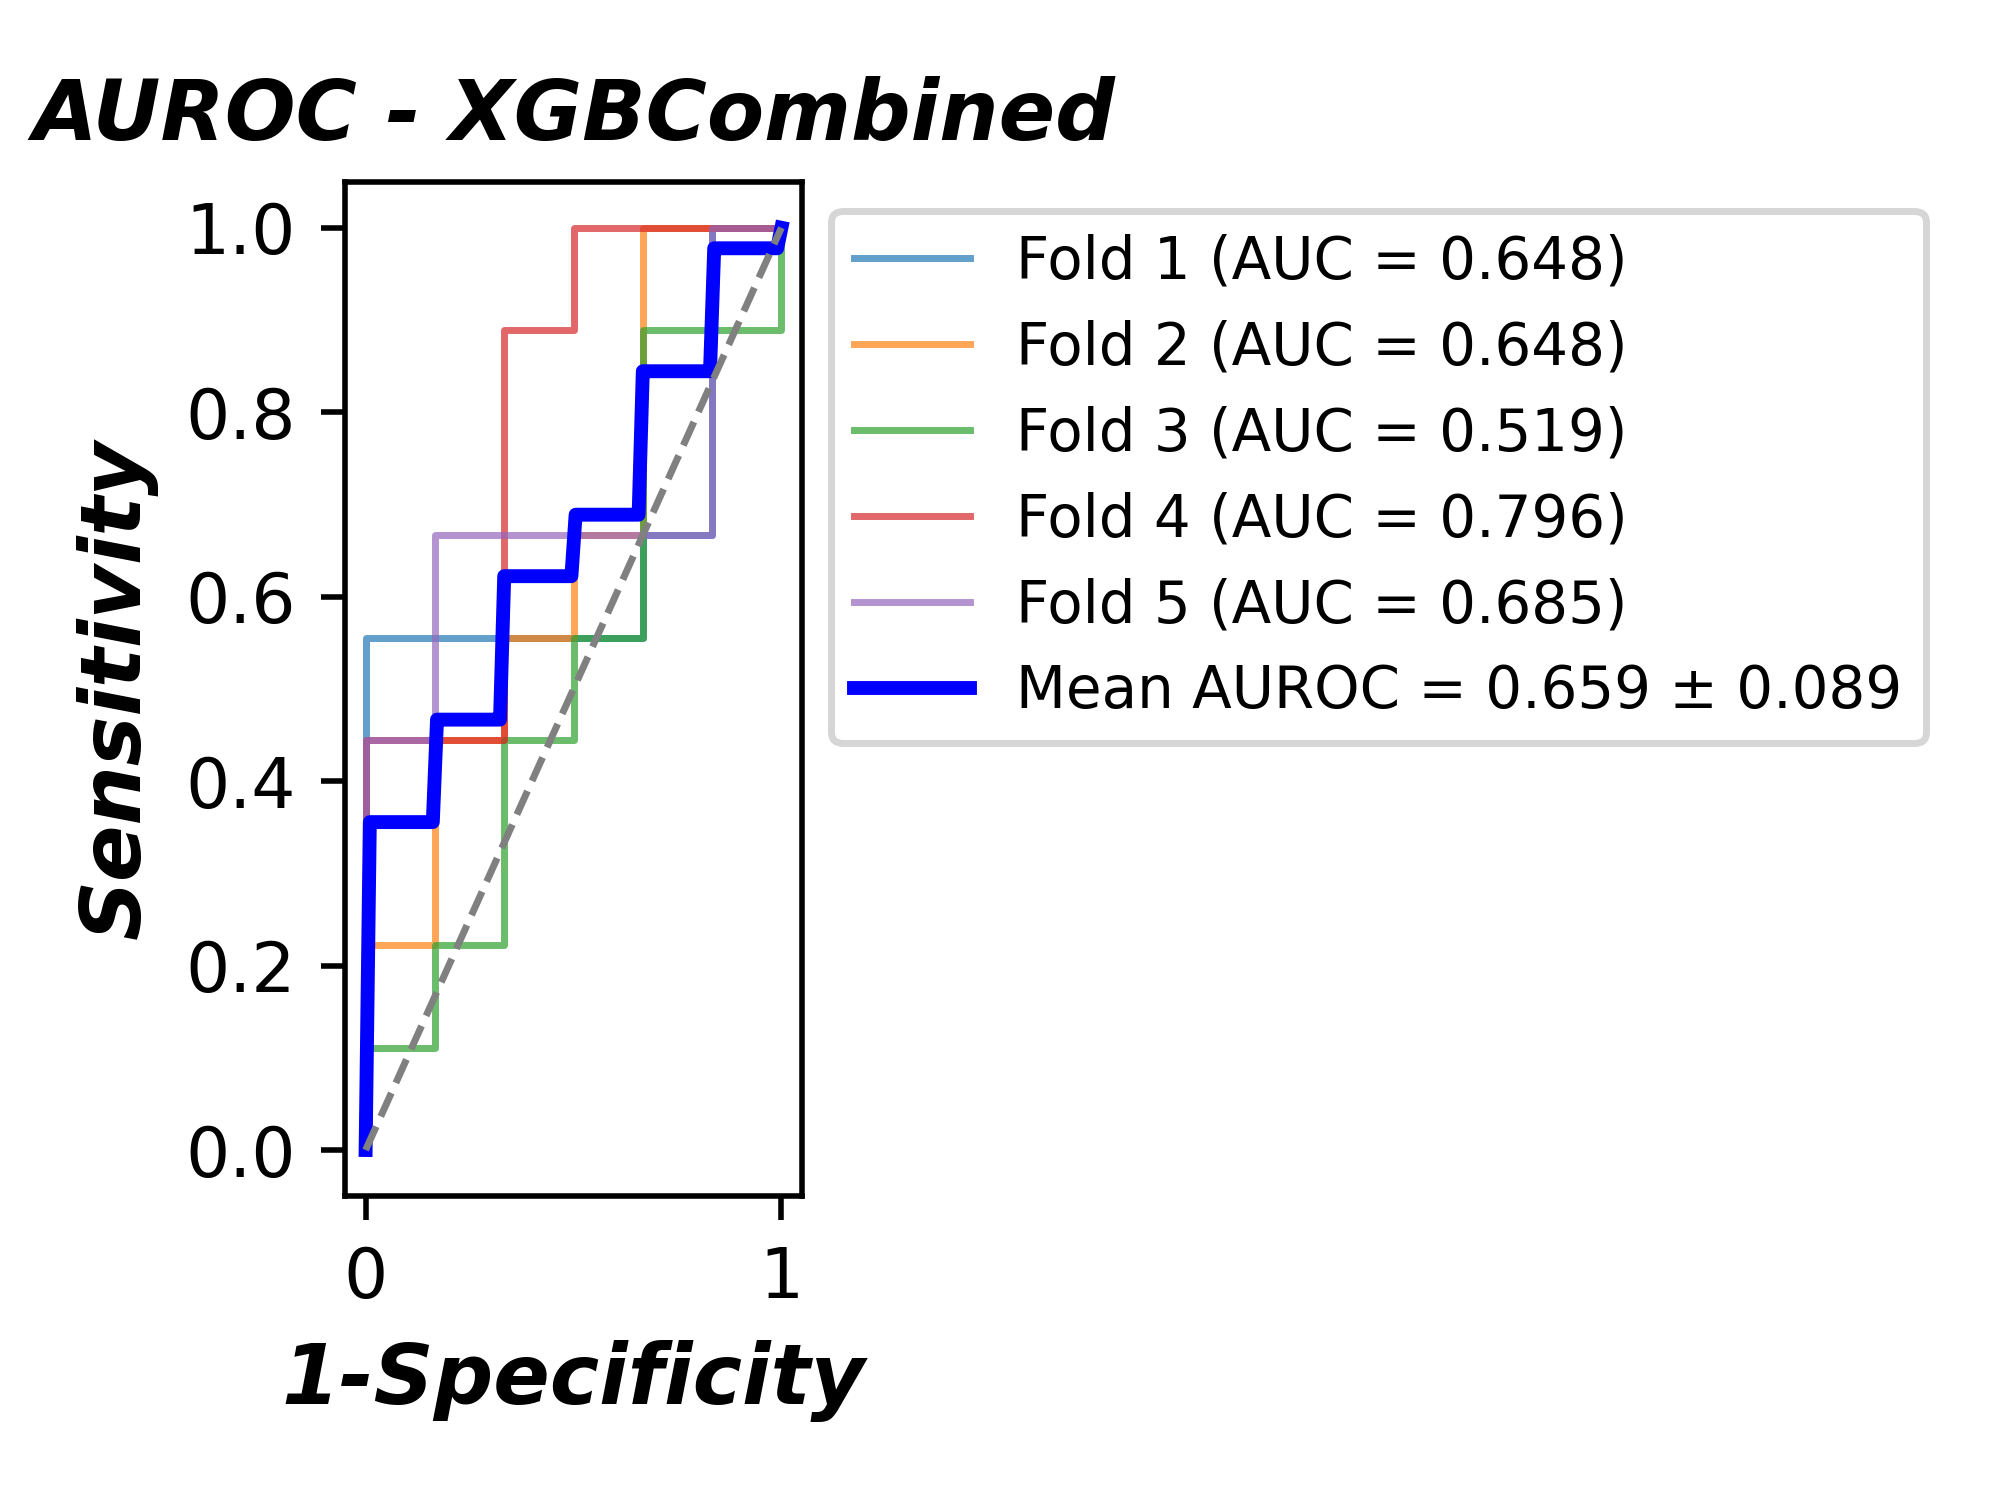 AUROC - XGBCombined
1.0
0.8
0.6
0.4
0.2
0.0
Sensitivity
0 1
1-Specificity
Fold 1 (AUC = 0.648)
Fold 2 (AUC = 0.648)
Fold 3 (AUC = 0.519)
Fold 4 (AUC = 0.796)
Fold 5 (AUC = 0.685)
Mean AUROC = 0.659 ± 0.089